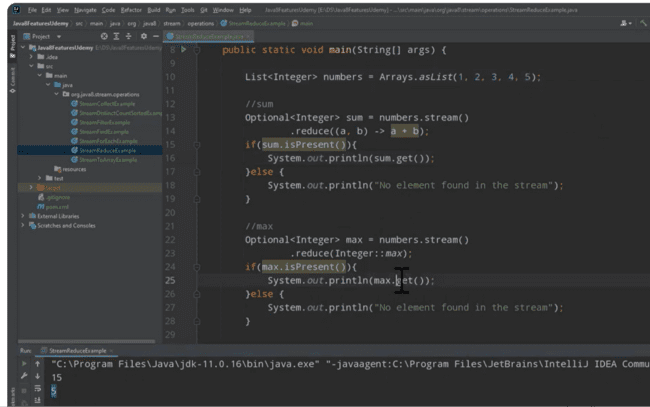 File Edit View Navigate Code Refactor Build Run Tools Git Window Help
Java8FeaturesUdemy src main java org java8 stream operations StreamReduceExample main
Project
StreamReduceExample.java
Java8FeaturesUdemy
.idea
src
main
java
org.java8.stream.operations
StreamCollectExample
StreamDistinctCountSortedExam
StreamFilterExample
StreamFindExample
StreamForEachExample
StreamReduceExample
StreamToArrayExample
resources
test
target
.gitignore
pom.xml
External Libraries
Scratches and Consoles
8 public static void main(String[] args) {
9
10 List<Integer> numbers = Arrays.asList(1, 2, 3, 4, 5);
11
12 //sum
13 Optional<Integer> sum = numbers.stream()
14 .reduce((a, b) -> a + b);
15 if(sum.isPresent()){
16 System.out.println(sum.get());
17 }else {
18 System.out.println("No element found in the stream");
19 }
20
21 //max
22 Optional<Integer> max = numbers.stream()
23 .reduce(Integer::max);
24 if(max.isPresent()){
25 System.out.println(max.get());
26 }else {
27 System.out.println("No element found in the stream");
28 }
29
Run: StreamReduceExample
"C:\Program Files\Java\jdk-11.0.16\bin\java.exe" "-javaagent:C:\Program Files\JetBrains\IntelliJ IDEA Commu
15
5